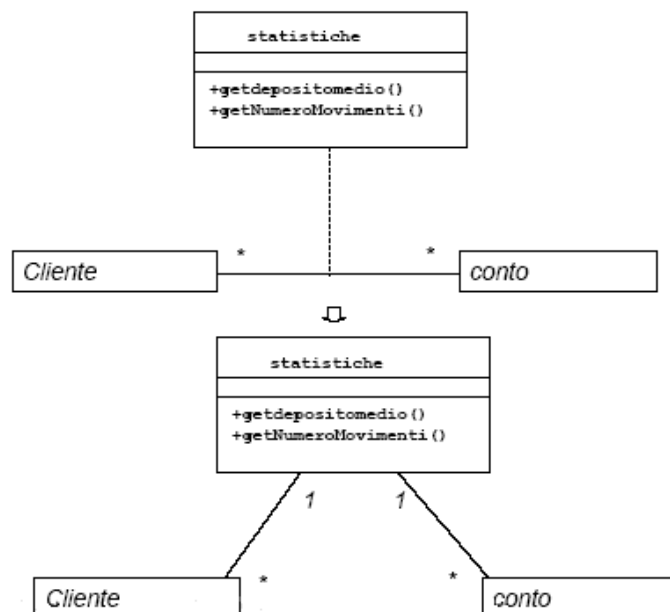 statistiche
+getdepositomedio()
+getNumeroMovimenti()
* *
Cliente conto
statistiche
+getdepositomedio()
+getNumeroMovimenti()
1 1
* *
Cliente conto